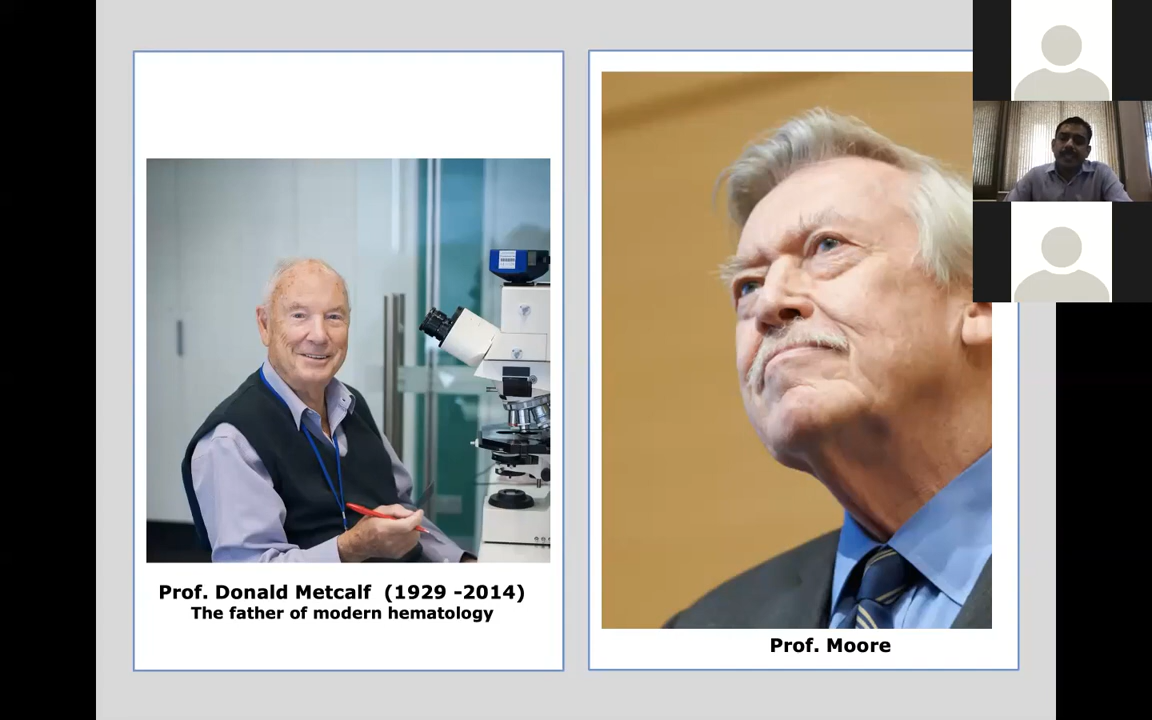 Prof. Donald Metcalf (1929 -2014)
The father of modern hematology
Prof. Moore